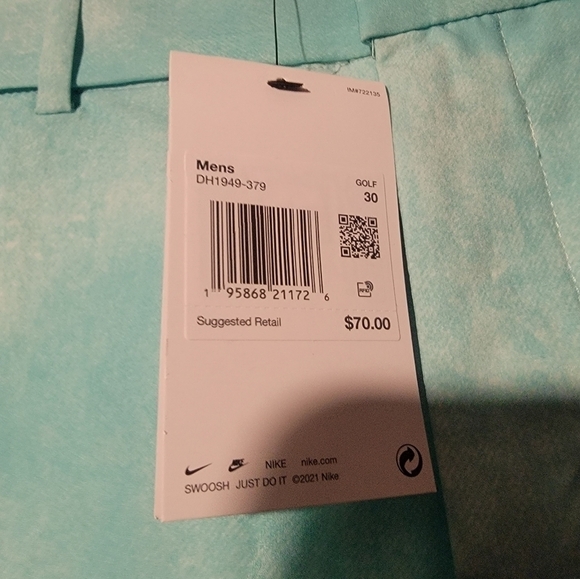 IM#722135
Mens
DH1949-379
GOLF
30
1 95868 21172 6
Suggested Retail $70.00
NIKE nike.com
SWOOSH JUST DO IT ©2021 Nike